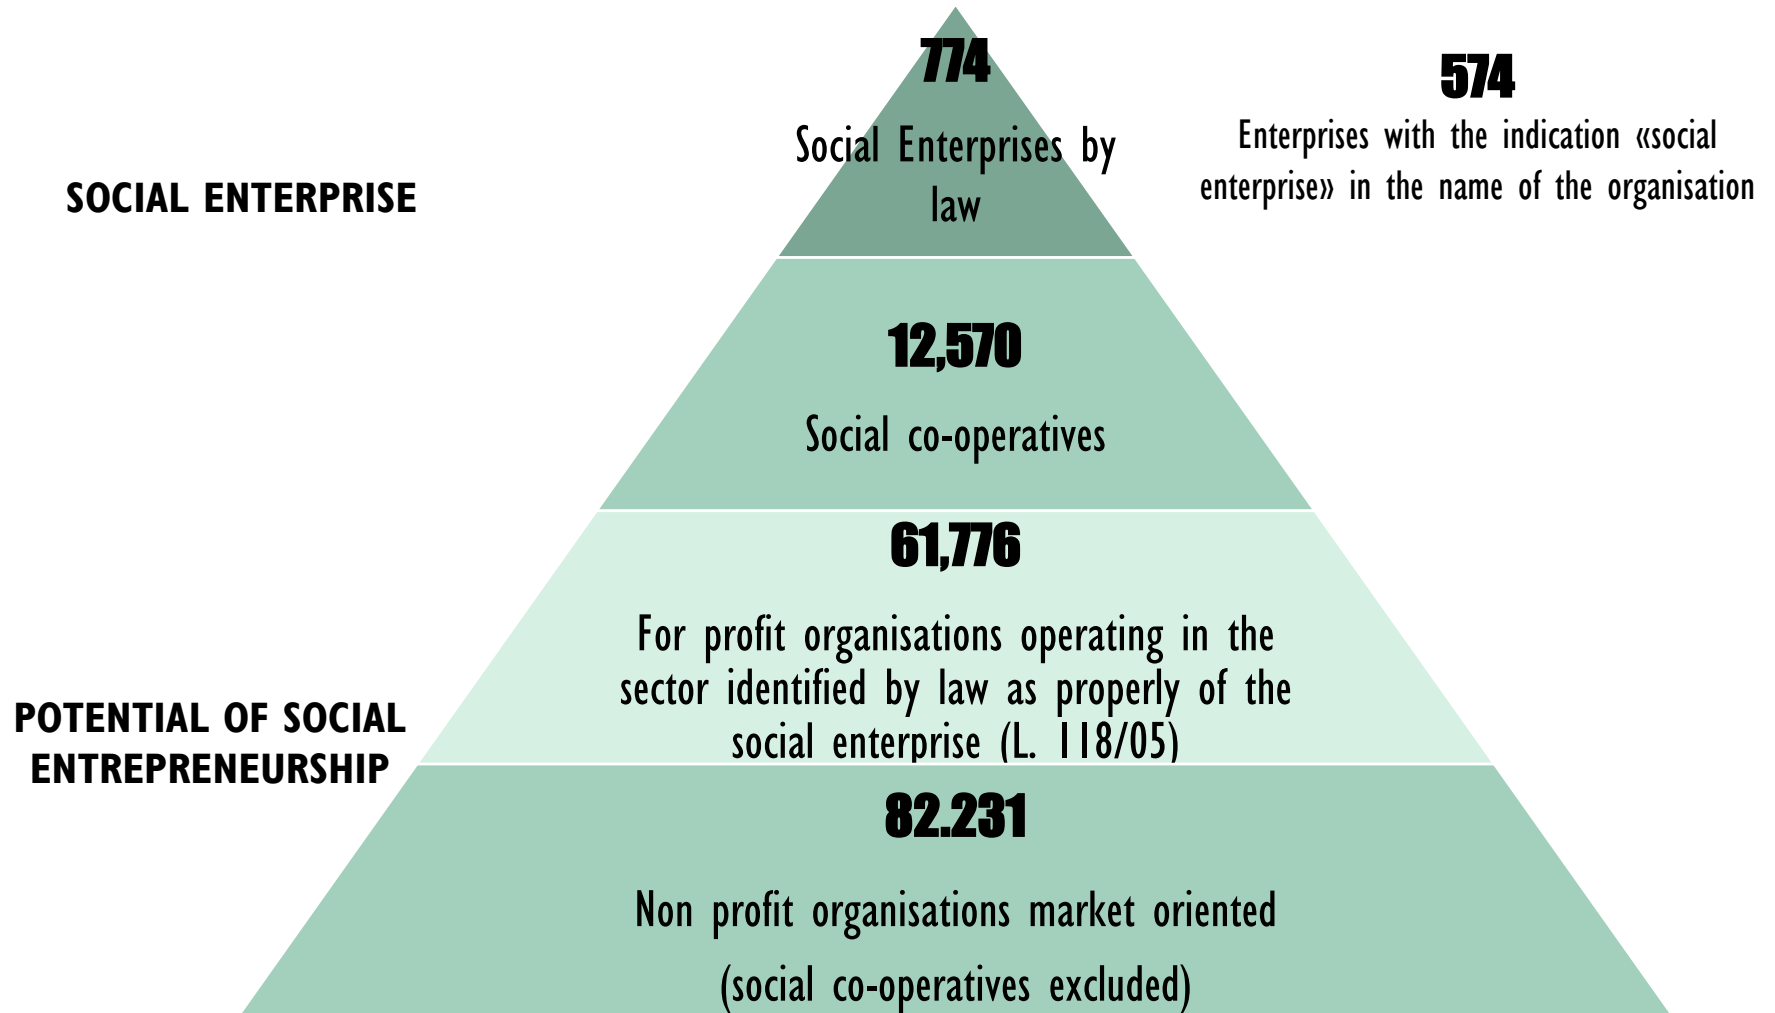 774
Social Enterprises by
law
574
Enterprises with the indication «social
enterprise» in the name of the organisation
SOCIAL ENTERPRISE
12,570
Social co-operatives
61,776
For profit organisations operating in the
sector identified by law as properly of the
social enterprise (L. 118/05)
POTENTIAL OF SOCIAL
ENTREPRENEURSHIP
82.231
Non profit organisations market oriented
(social co-operatives excluded)